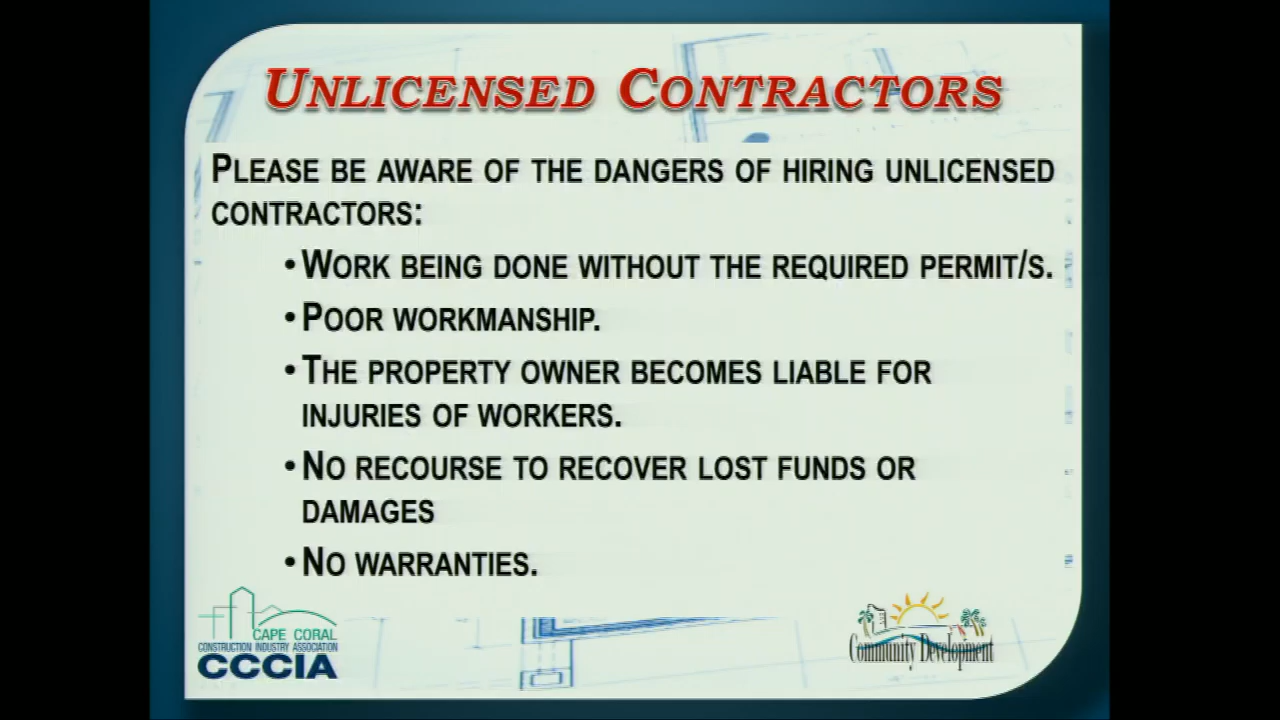 UNLICENSED CONTRACTORS
PLEASE BE AWARE OF THE DANGERS OF HIRING UNLICENSED
CONTRACTORS:
• WORK BEING DONE WITHOUT THE REQUIRED PERMIT/S.
• POOR WORKMANSHIP.
• THE PROPERTY OWNER BECOMES LIABLE FOR
INJURIES OF WORKERS.
• NO RECOURSE TO RECOVER LOST FUNDS OR
DAMAGES
• NO WARRANTIES.
CAPE CORAL
CONSTRUCTION INDUSTRY ASSOCIATION
CCCIA
Community Development